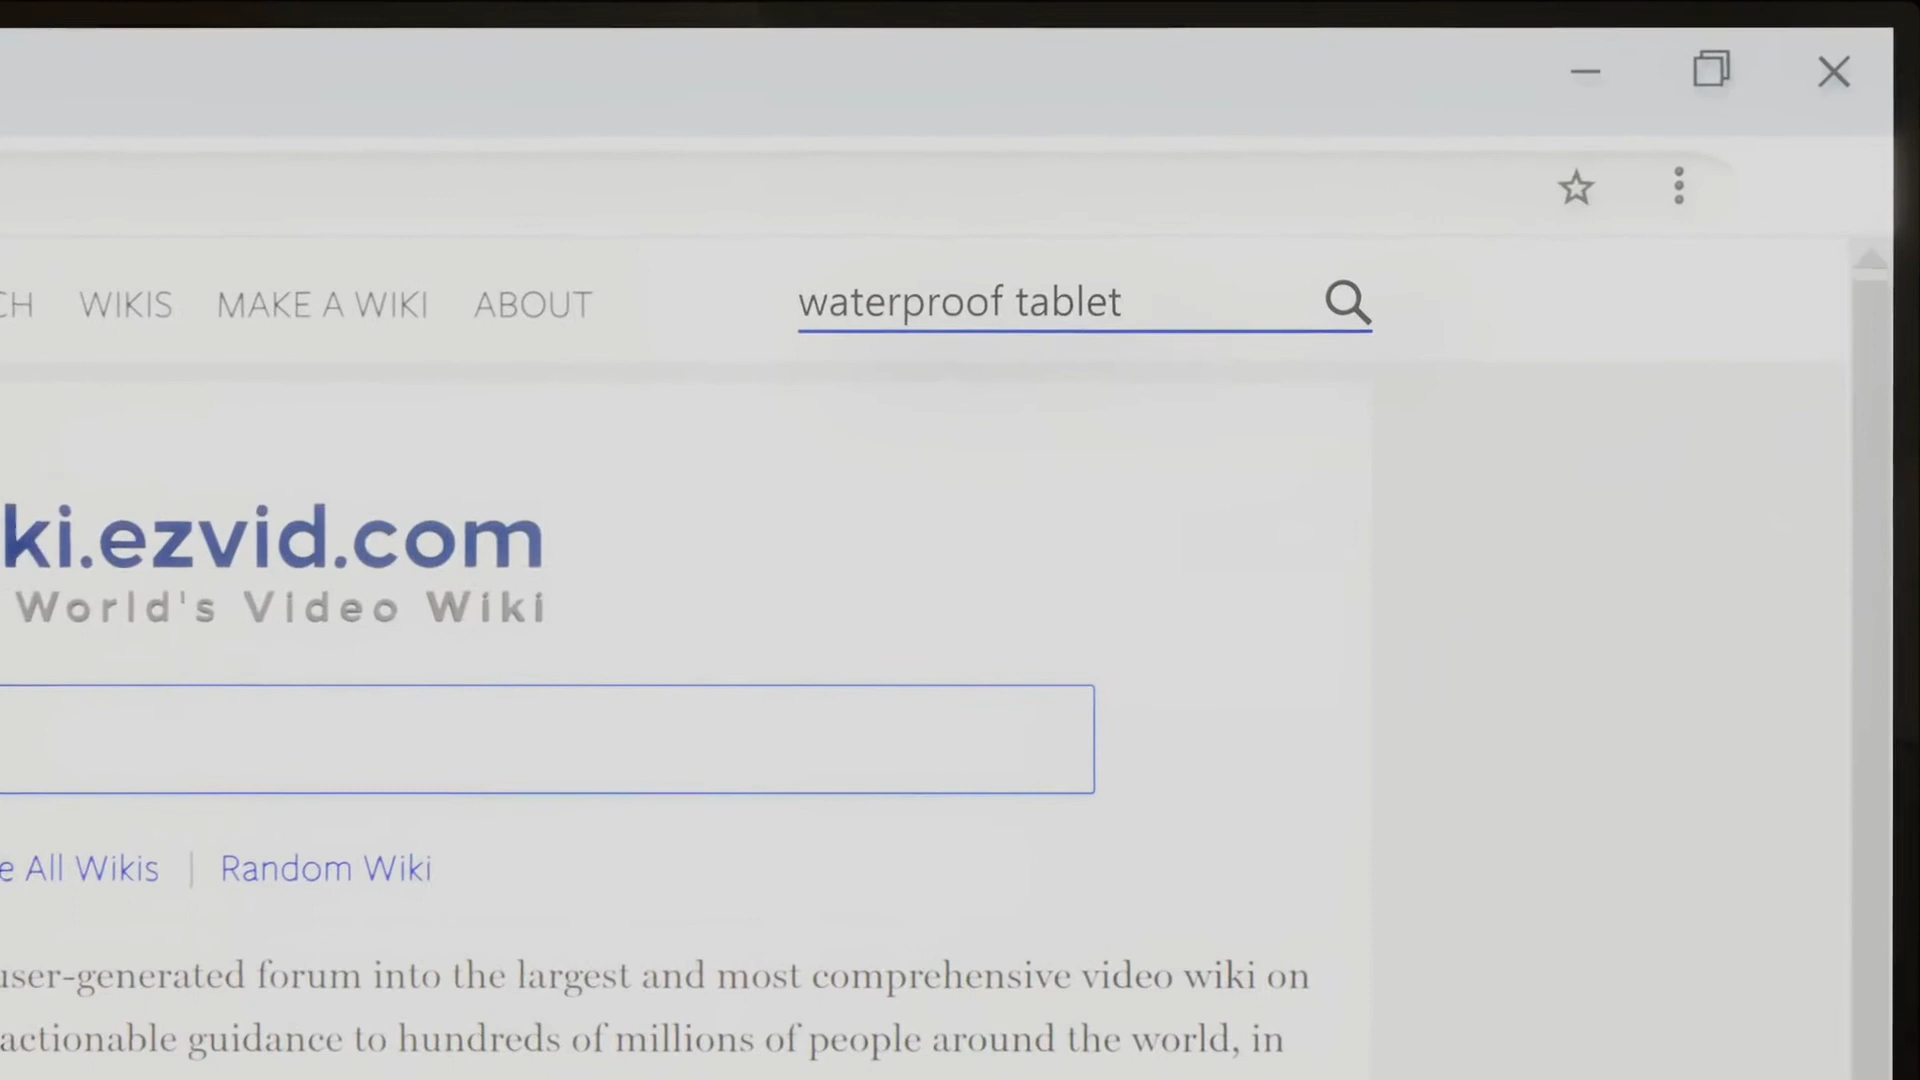 CH WIKIS MAKE A WIKI ABOUT waterproof tablet
ki.ezvid.com
World's Video Wiki
e All Wikis | Random Wiki
user-generated forum into the largest and most comprehensive video wiki on
actionable guidance to hundreds of millions of people around the world, in